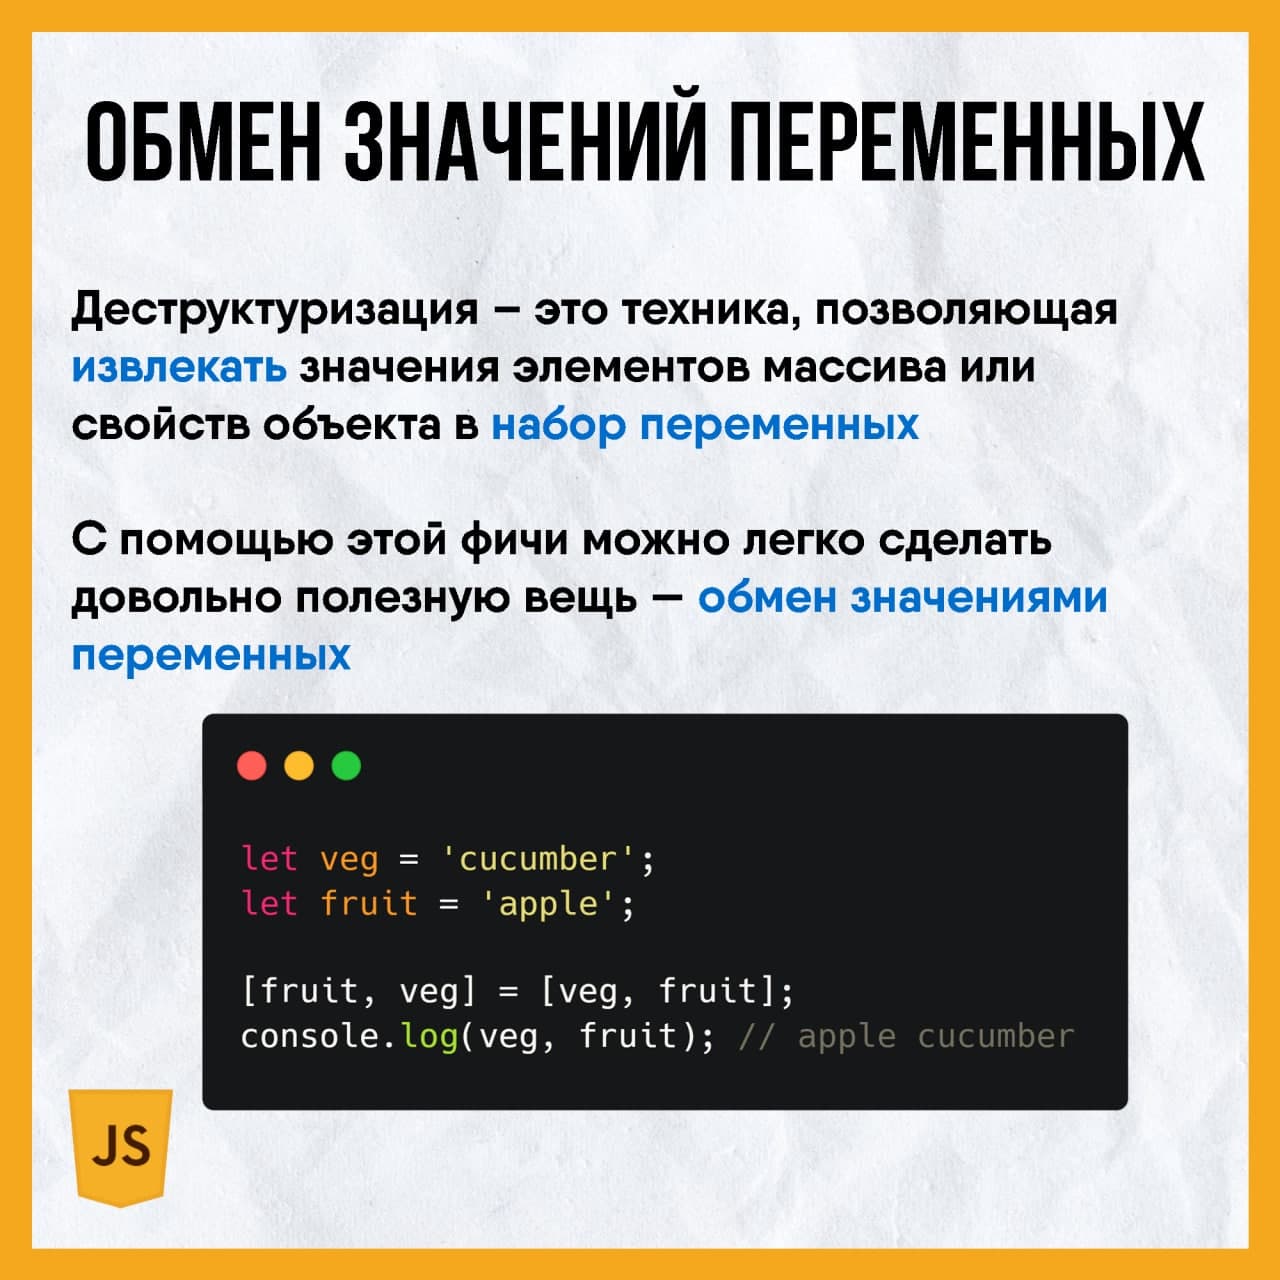 ОБМЕН ЗНАЧЕНИЙ ПЕРЕМЕННЫХ
Деструктуризация – это техника, позволяющая
извлекать значения элементов массива или
свойств объекта в набор переменных
С помощью этой фичи можно легко сделать
довольно полезную вещь — обмен значениями
переменных
let veg = 'cucumber';
let fruit = 'apple';
[fruit, veg] = [veg, fruit];
console.log(veg, fruit); // apple cucumber
JS